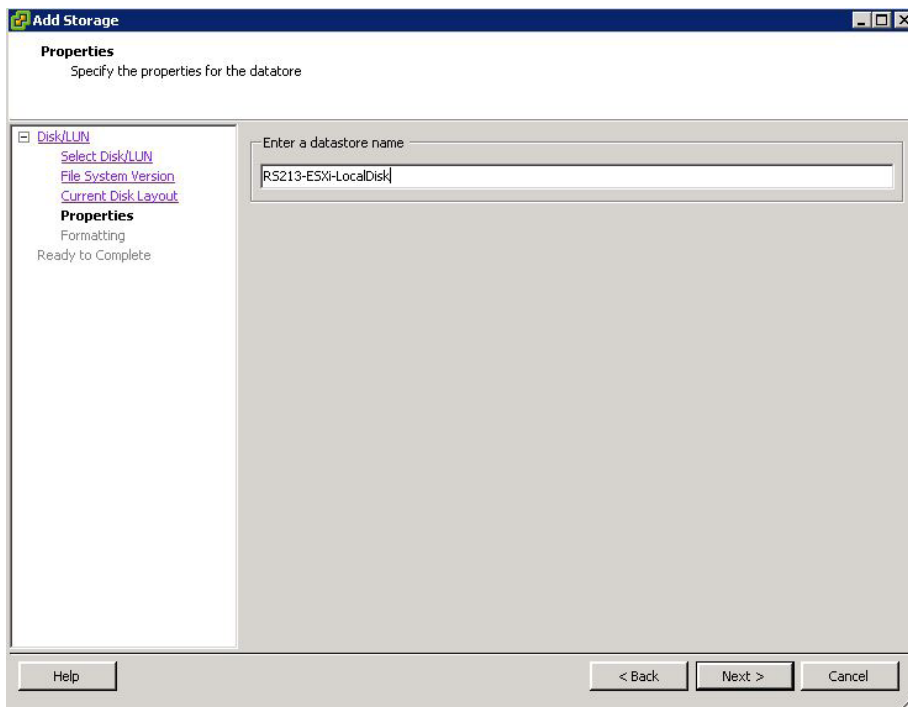 Add Storage
Properties
Specify the properties for the datatore
Disk/LUN
Select Disk/LUN
File System Version
Current Disk Layout
Properties
Formatting
Ready to Complete
Enter a datastore name
RS213-ESXi-LocalDisk
Help
< Back
Next >
Cancel